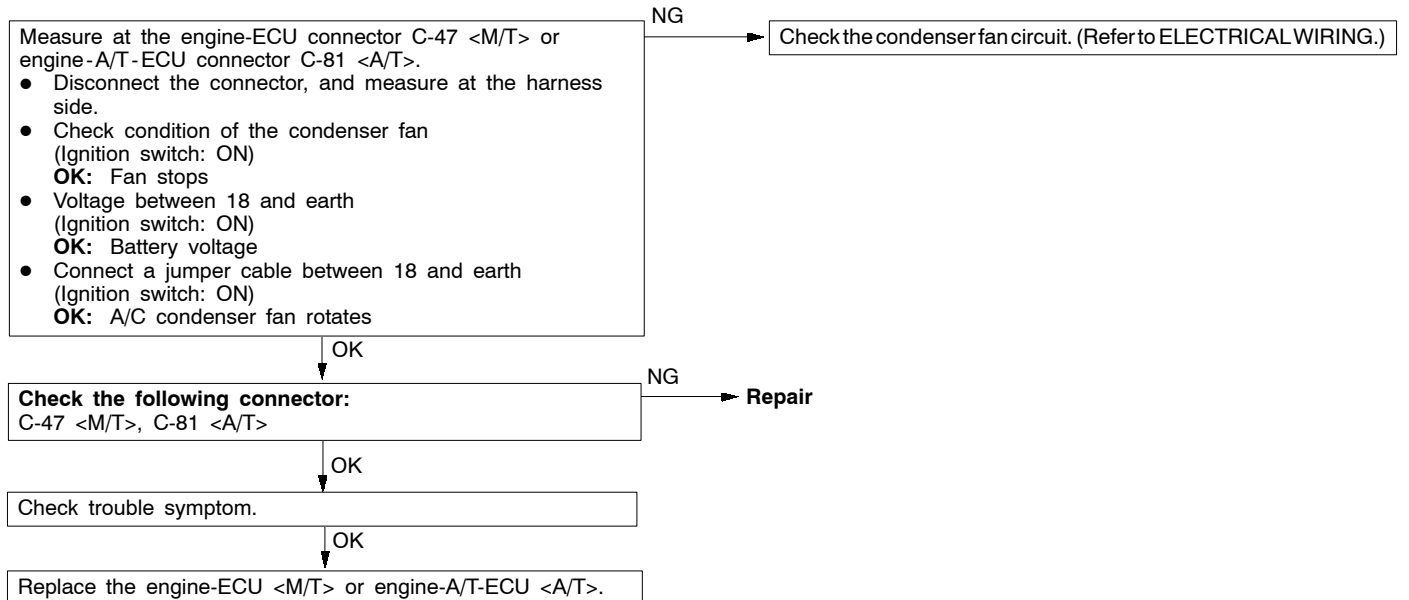 NG
Measure at the engine-ECU connector C-47 <M/T> or
engine-A/T-ECU connector C-81 <A/T>.
● Disconnect the connector, and measure at the harness
side.
● Check condition of the condenser fan
(Ignition switch: ON)
OK: Fan stops
● Voltage between 18 and earth
(Ignition switch: ON)
OK: Battery voltage
● Connect a jumper cable between 18 and earth
(Ignition switch: ON)
OK: A/C condenser fan rotates
Check the condenser fan circuit. (Refer to ELECTRICAL WIRING.)
OK
NG
Check the following connector:
C-47 <M/T>, C-81 <A/T>
Repair
OK
Check trouble symptom.
OK
Replace the engine-ECU <M/T> or engine-A/T-ECU <A/T>.